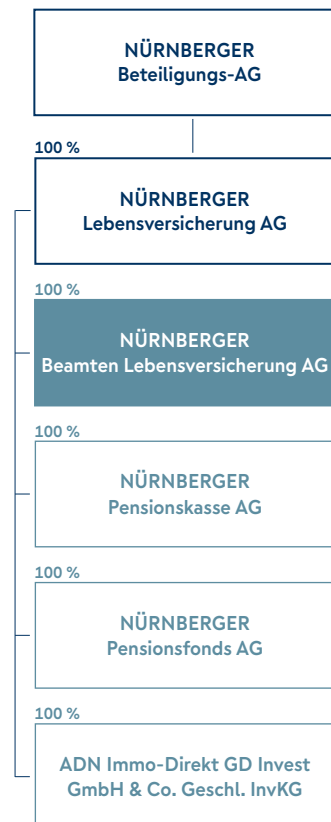 NÜRNBERGER
Beteiligungs-AG
100 %
NÜRNBERGER
Lebensversicherung AG
100 %
NÜRNBERGER
Beamten Lebensversicherung AG
100 %
NÜRNBERGER
Pensionskasse AG
100 %
NÜRNBERGER
Pensionsfonds AG
100 %
ADN Immo-Direkt GD Invest
GmbH & Co. Geschl. InvKG